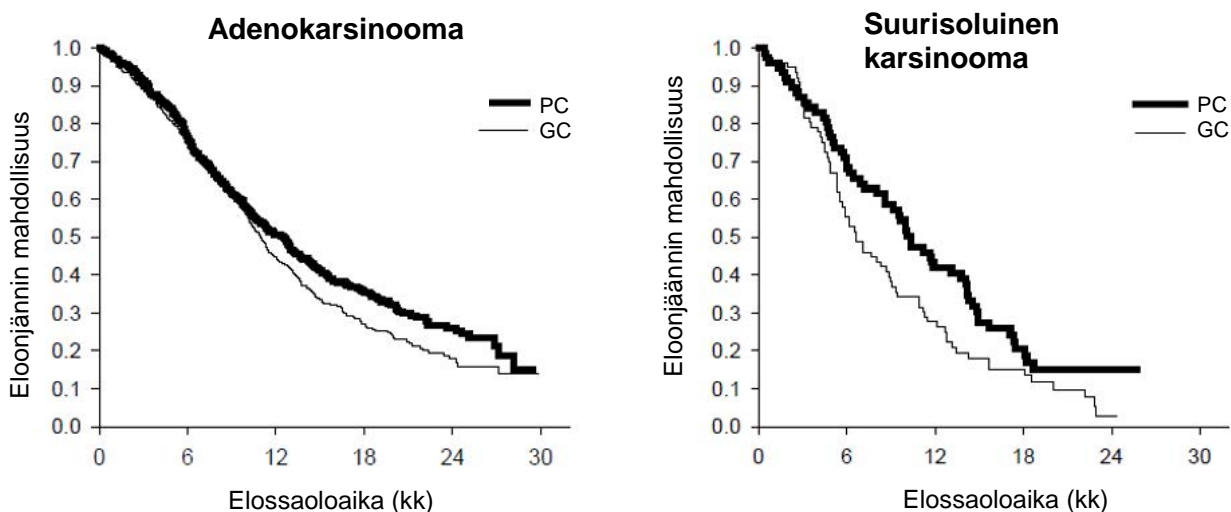 Adenokarsinooma
1.0
0.9
0.8
0.7
0.6
0.5
0.4
0.3
0.2
0.1
0.0
Eloonjännin mahdollisuus
PC
GC
0 6 12 18 24 30
Elossaoloaika (kk)
Suurisoluinen
karsinooma
1.0
0.9
0.8
0.7
0.6
0.5
0.4
0.3
0.2
0.1
0.0
Eloonjäännin mahdollisuus
PC
GC
0 6 12 18 24 30
Elossaoloaika (kk)